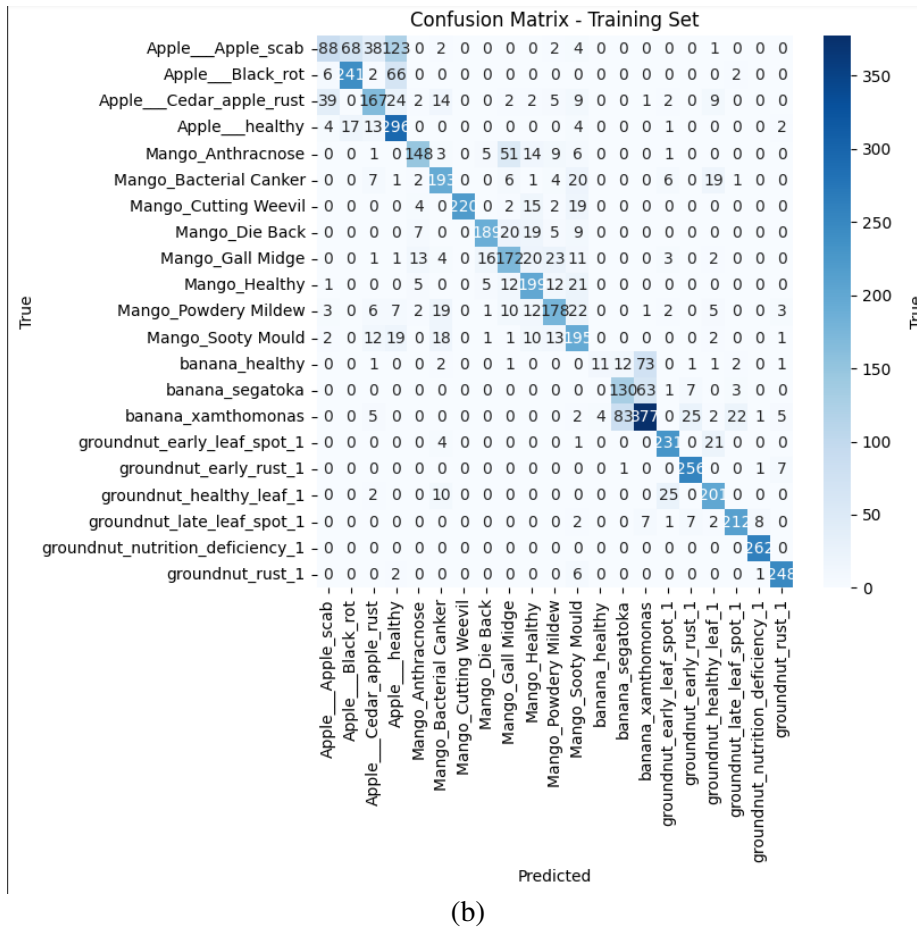 Confusion Matrix - Training Set
Apple___Apple_scab 88 68 38 123 0 2 0 0 0 0 2 4 0 0 0 0 0 1 0 0 0
Apple___Black_rot 6 241 2 66 0 0 0 0 0 0 0 0 0 0 0 0 0 0 2 0 0
Apple___Cedar_apple_rust 39 0 167 24 2 14 0 0 2 2 5 9 0 0 1 2 0 9 0 0 0
Apple___healthy 4 17 13 296 0 0 0 0 0 0 0 4 0 0 0 1 0 0 0 0 2
Mango_Anthracnose 0 0 1 0 148 3 0 5 51 14 9 6 0 0 0 1 0 0 0 0 0
Mango_Bacterial Canker 0 0 7 1 2 193 0 0 6 1 4 20 0 0 0 6 0 19 1 0 0
Mango_Cutting Weevil 0 0 0 0 4 0 220 0 2 15 2 19 0 0 0 0 0 0 0 0 0
Mango_Die Back 0 0 0 0 7 0 0 189 20 19 5 9 0 0 0 0 0 0 0 0 0
Mango_Gall Midge 0 0 1 1 13 4 0 16 172 20 23 11 0 0 0 3 0 2 0 0 0
Mango_Healthy 1 0 0 0 5 0 0 5 12 199 12 21 0 0 0 0 0 0 0 0 0
Mango_Powdery Mildew 3 0 6 7 2 19 0 1 10 12 178 22 0 0 1 2 0 5 0 0 3
Mango_Sooty Mould 2 0 12 19 0 18 0 1 1 10 13 195 0 0 0 0 0 2 0 0 1
banana_healthy 0 0 1 0 0 2 0 0 1 0 0 0 11 12 73 0 1 1 2 0 1
banana_segatoka 0 0 0 0 0 0 0 0 0 0 0 0 0 130 63 1 7 0 3 0 0
banana_xamthomonas 0 0 5 0 0 0 0 0 0 0 0 2 4 83 377 0 25 2 22 1 5
groundnut_early_leaf_spot_1 0 0 0 0 0 4 0 0 0 0 0 1 0 0 0 231 0 21 0 0 0
groundnut_early_rust_1 0 0 0 0 0 0 0 0 0 0 0 0 0 1 0 0 256 0 0 1 7
groundnut_healthy_leaf_1 0 0 2 0 0 10 0 0 0 0 0 0 0 0 0 25 0 201 0 0 0
groundnut_late_leaf_spot_1 0 0 0 0 0 0 0 0 0 0 0 2 0 0 7 1 7 2 212 8 0
groundnut_nutrition_deficiency_1 0 0 0 0 0 0 0 0 0 0 0 0 0 0 0 0 0 0 0 262 0
groundnut_rust_1 0 0 0 2 0 0 0 0 0 0 0 6 0 0 0 0 0 0 0 1 248
True
Apple___Apple_scab
Apple___Black_rot
Apple___Cedar_apple_rust
Apple___healthy
Mango_Anthracnose
Mango_Bacterial Canker
Mango_Cutting Weevil
Mango_Die Back
Mango_Gall Midge
Mango_Healthy
Mango_Powdery Mildew
Mango_Sooty Mould
banana_healthy
banana_segatoka
banana_xamthomonas
groundnut_early_leaf_spot_1
groundnut_early_rust_1
groundnut_healthy_leaf_1
groundnut_late_leaf_spot_1
groundnut_nutrition_deficiency_1
groundnut_rust_1
Predicted
350
300
250
200
150
100
50
0
True
(b)